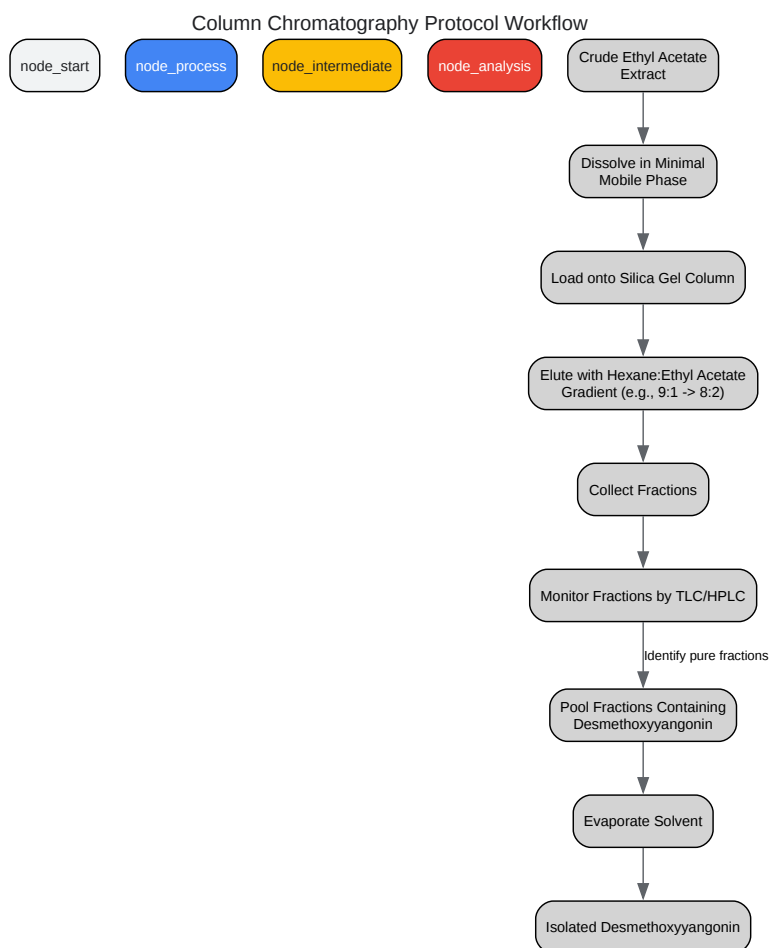 Column Chromatography Protocol Workflow
node_start
node_process
node_intermediate
node_analysis
Crude Ethyl Acetate
Extract
Dissolve in Minimal
Mobile Phase
Load onto Silica Gel Column
Elute with Hexane:Ethyl Acetate
Gradient (e.g., 9:1 -> 8:2)
Collect Fractions
Monitor Fractions by TLC/HPLC
Identify pure fractions
Pool Fractions Containing
Desmethoxyyangonin
Evaporate Solvent
Isolated Desmethoxyyangonin